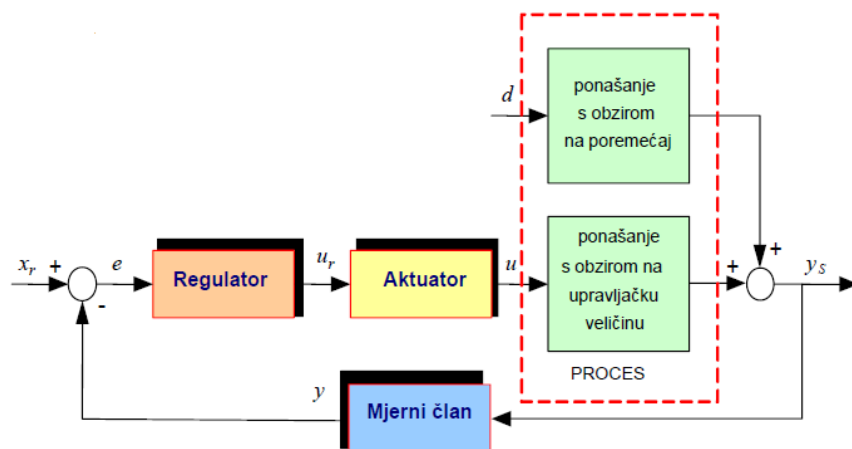 ponašanje
s obzirom
na poremećaj
d
+
x_r
+
e
Regulator
u_r
Aktuator
u
ponašanje
s obzirom na
upravljačku
veličinu
+
y_S
-
PROCES
y
Mjerni član